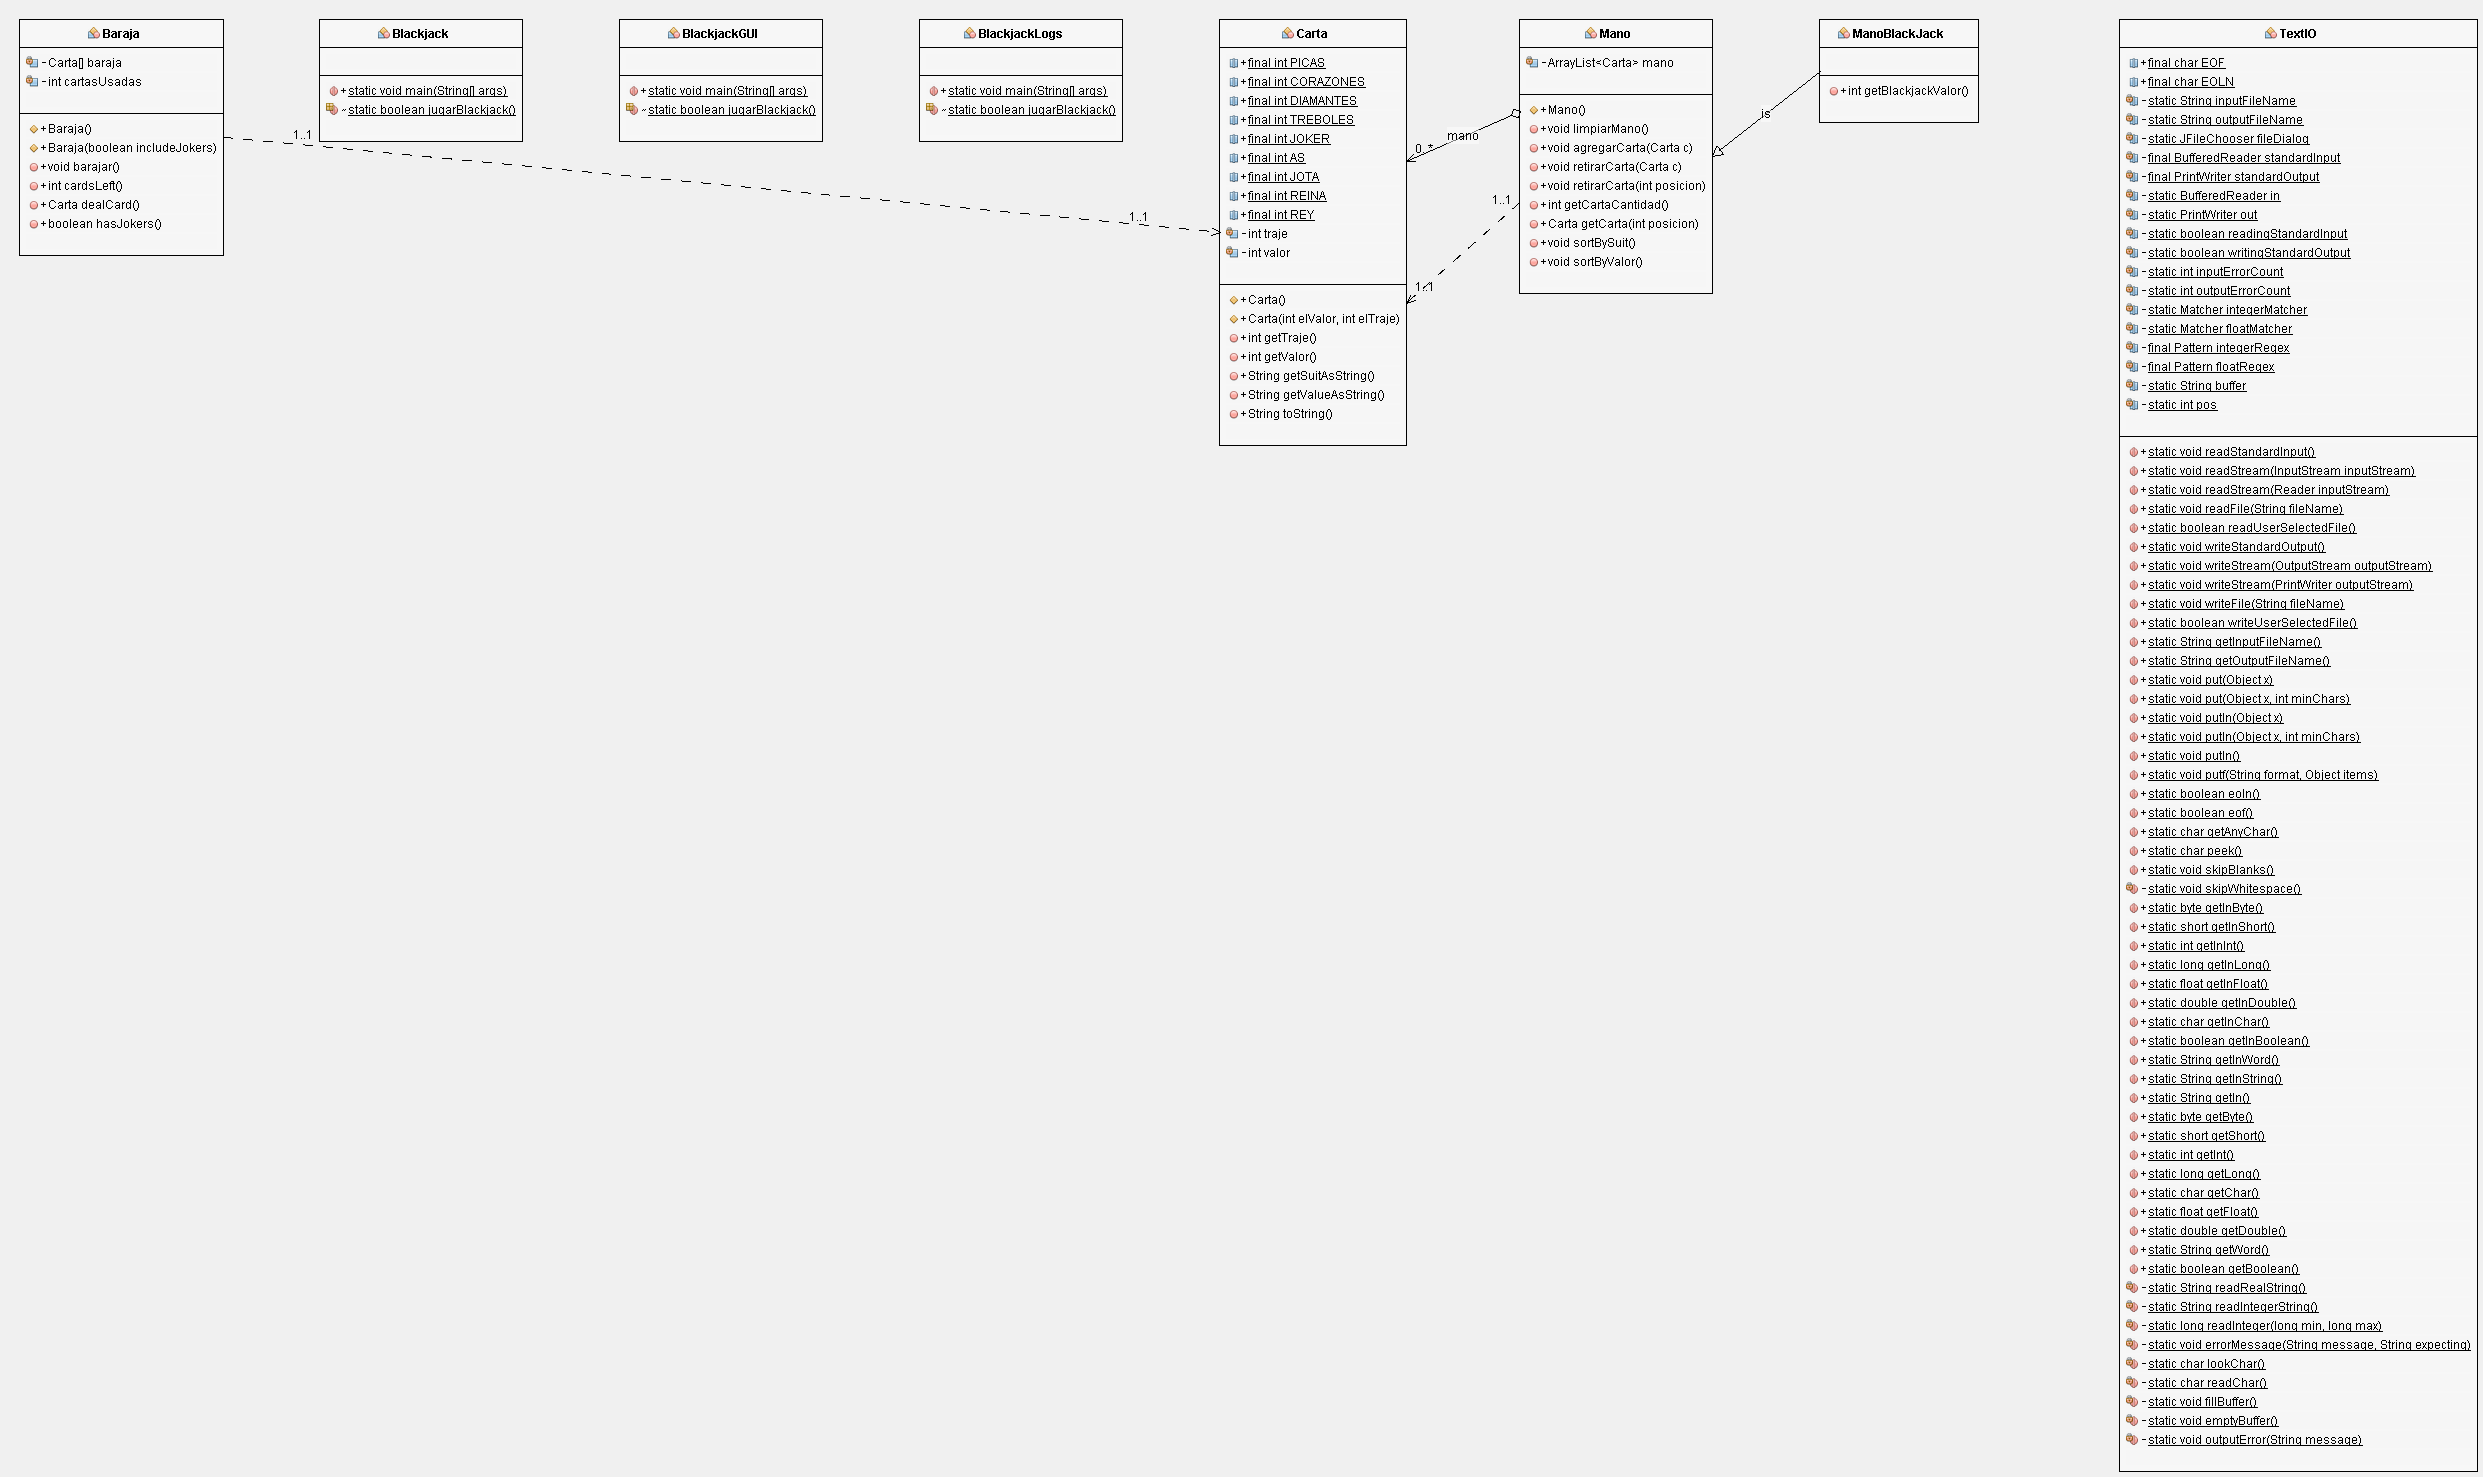 Baraja
- Carta[] baraja
- int cartasUsadas
+ Baraja()
+ Baraja(boolean includeJokers)
+ void barajar()
+ int cardsLeft()
+ Carta dealCard()
+ boolean hasJokers()
1..1
1..1
Blackjack
+ static void main(String[] args)
~ static boolean jugarBlackjack()
BlackjackGUI
+ static void main(String[] args)
~ static boolean jugarBlackjack()
BlackjackLogs
+ static void main(String[] args)
~ static boolean jugarBlackjack()
Carta
+ final int PICAS
+ final int CORAZONES
+ final int DIAMANTES
+ final int TREBOLES
+ final int JOKER
+ final int AS
+ final int JOTA
+ final int REINA
+ final int REY
- int traje
- int valor
+ Carta()
+ Carta(int elValor, int elTraje)
+ int getTraje()
+ int getValor()
+ String getSuitAsString()
+ String getValueAsString()
+ String toString()
0..*
mano
1..1
1..1
Mano
- ArrayList<Carta> mano
+ Mano()
+ void limpiarMano()
+ void agregarCarta(Carta c)
+ void retirarCarta(Carta c)
+ void retirarCarta(int posicion)
+ int getCartaCantidad()
+ Carta getCarta(int posicion)
+ void sortBySuit()
+ void sortByValor()
is
ManoBlackJack
+ int getBlackjackValor()
TextIO
+ final char EOF
+ final char EOLN
- static String inputFileName
- static String outputFileName
- static JFileChooser fileDialog
- final BufferedReader standardInput
- final PrintWriter standardOutput
- static BufferedReader in
- static PrintWriter out
- static boolean readingStandardInput
- static boolean writingStandardOutput
- static int inputErrorCount
- static int outputErrorCount
- static Matcher integerMatcher
- static Matcher floatMatcher
- final Pattern integerRegex
- final Pattern floatRegex
- static String buffer
- static int pos
+ static void readStandardInput()
+ static void readStream(InputStream inputStream)
+ static void readStream(Reader inputStream)
+ static void readFile(String fileName)
+ static boolean readUserSelectedFile()
+ static void writeStandardOutput()
+ static void writeStream(OutputStream outputStream)
+ static void writeStream(PrintWriter outputStream)
+ static void writeFile(String fileName)
+ static boolean writeUserSelectedFile()
+ static String getInputFileName()
+ static String getOutputFileName()
+ static void put(Object x)
+ static void put(Object x, int minChars)
+ static void putln(Object x)
+ static void putln(Object x, int minChars)
+ static void putln()
+ static void putf(String format, Object items)
+ static boolean eoln()
+ static boolean eof()
+ static char getAnyChar()
+ static char peek()
+ static void skipBlanks()
- static void skipWhitespace()
+ static byte getlnByte()
+ static short getlnShort()
+ static int getlnInt()
+ static long getlnLong()
+ static float getlnFloat()
+ static double getlnDouble()
+ static char getlnChar()
+ static boolean getlnBoolean()
+ static String getlnWord()
+ static String getlnString()
+ static String getln()
+ static byte getByte()
+ static short getShort()
+ static int getInt()
+ static long getLong()
+ static char getChar()
+ static float getFloat()
+ static double getDouble()
+ static String getWord()
+ static boolean getBoolean()
- static String readRealString()
- static String readIntegerString()
- static long readInteger(long min, long max)
- static void errorMessage(String message, String expecting)
- static char lookChar()
- static char readChar()
- static void fillBuffer()
- static void emptyBuffer()
- static void outputError(String message)